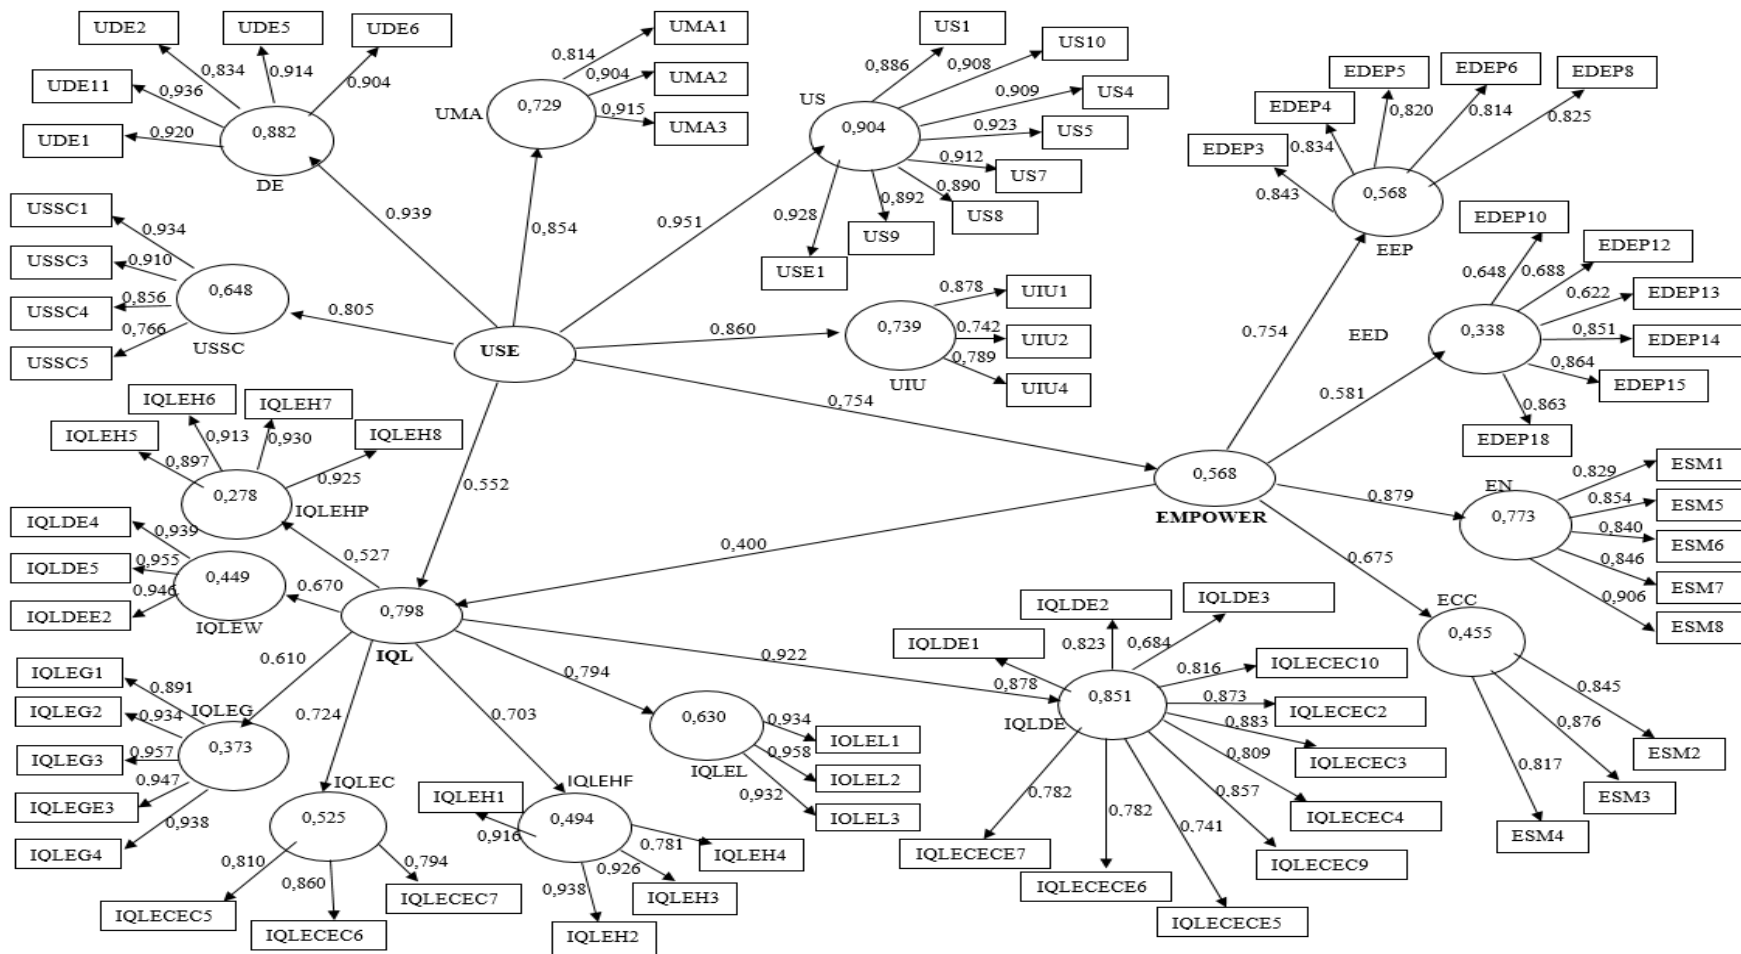 UDE2
UDE5
UDE6
UDE11
UDE1
0,834
0,914
0,904
0,936
0,920
0,882
DE
UMA1
UMA2
UMA3
0.814
0,904
0,915
0,729
UMA
US1
US10
US4
US5
US7
US8
US9
USE1
US
0,886
0,908
0,909
0,923
0,912
0,890
0,892
0,928
0,904
EDEP5
EDEP6
EDEP8
EDEP4
EDEP3
0,820
0,814
0,825
0,834
0,843
0,568
EEP
USSC1
USSC3
USSC4
USSC5
0,934
0,910
0,856
0,766
0,648
USSC
0,939
0,854
0,951
0.805
0,860
USE
UIU1
UIU2
UIU4
0,878
0,742
0,789
0,739
UIU
EDEP10
EDEP12
EDEP13
EDEP14
EDEP15
EDEP18
0.648
0,688
0,622
0,851
0,864
0,863
EED
0,338
0,754
0.581
0,754
IQLEH6
IQLEH7
IQLEH5
IQLEH8
0,913
0,930
0,897
0,925
0,278
IQLEHP
0,552
0,568
EMPOWER
0,879
EN
0,829
0,854
0,840
0,846
0,906
0,773
ESM1
ESM5
ESM6
ESM7
ESM8
IQLDE4
IQLDE5
IQLDEE2
0,939
0,955
0.946
0,449
IQLEW
0,527
0.670
0,400
0.675
0,798
IQL
ECC
0,455
0.845
0,876
0.817
ESM2
ESM3
ESM4
IQLEG1
IQLEG2
IQLEG3
IQLEGE3
IQLEG4
0.891
0,934
0,957
0.947
0,938
IQLEG
0,373
0.610
0.724
0.703
0,794
0,922
IQLDE1
IQLDE2
IQLDE3
IQLECEC10
IQLECEC2
IQLECEC3
IQLECEC4
IQLECEC9
IQLECECE5
IQLECECE6
IQLECECE7
0.823
0,684
0,878
0.816
0,873
0,883
0,809
0.857
0.741
0.782
0.782
0,851
IQLDE
0,630
IQLEL
0,934
0,958
0,932
IOLEL1
IOLEL2
IOLEL3
IQLEC
0,525
0,810
0,860
0,794
IQLECEC5
IQLECEC6
IQLECEC7
IQLEHF
0,494
IQLEH1
IQLEH4
IQLEH3
IQLEH2
0,916
0.781
0,926
0,938